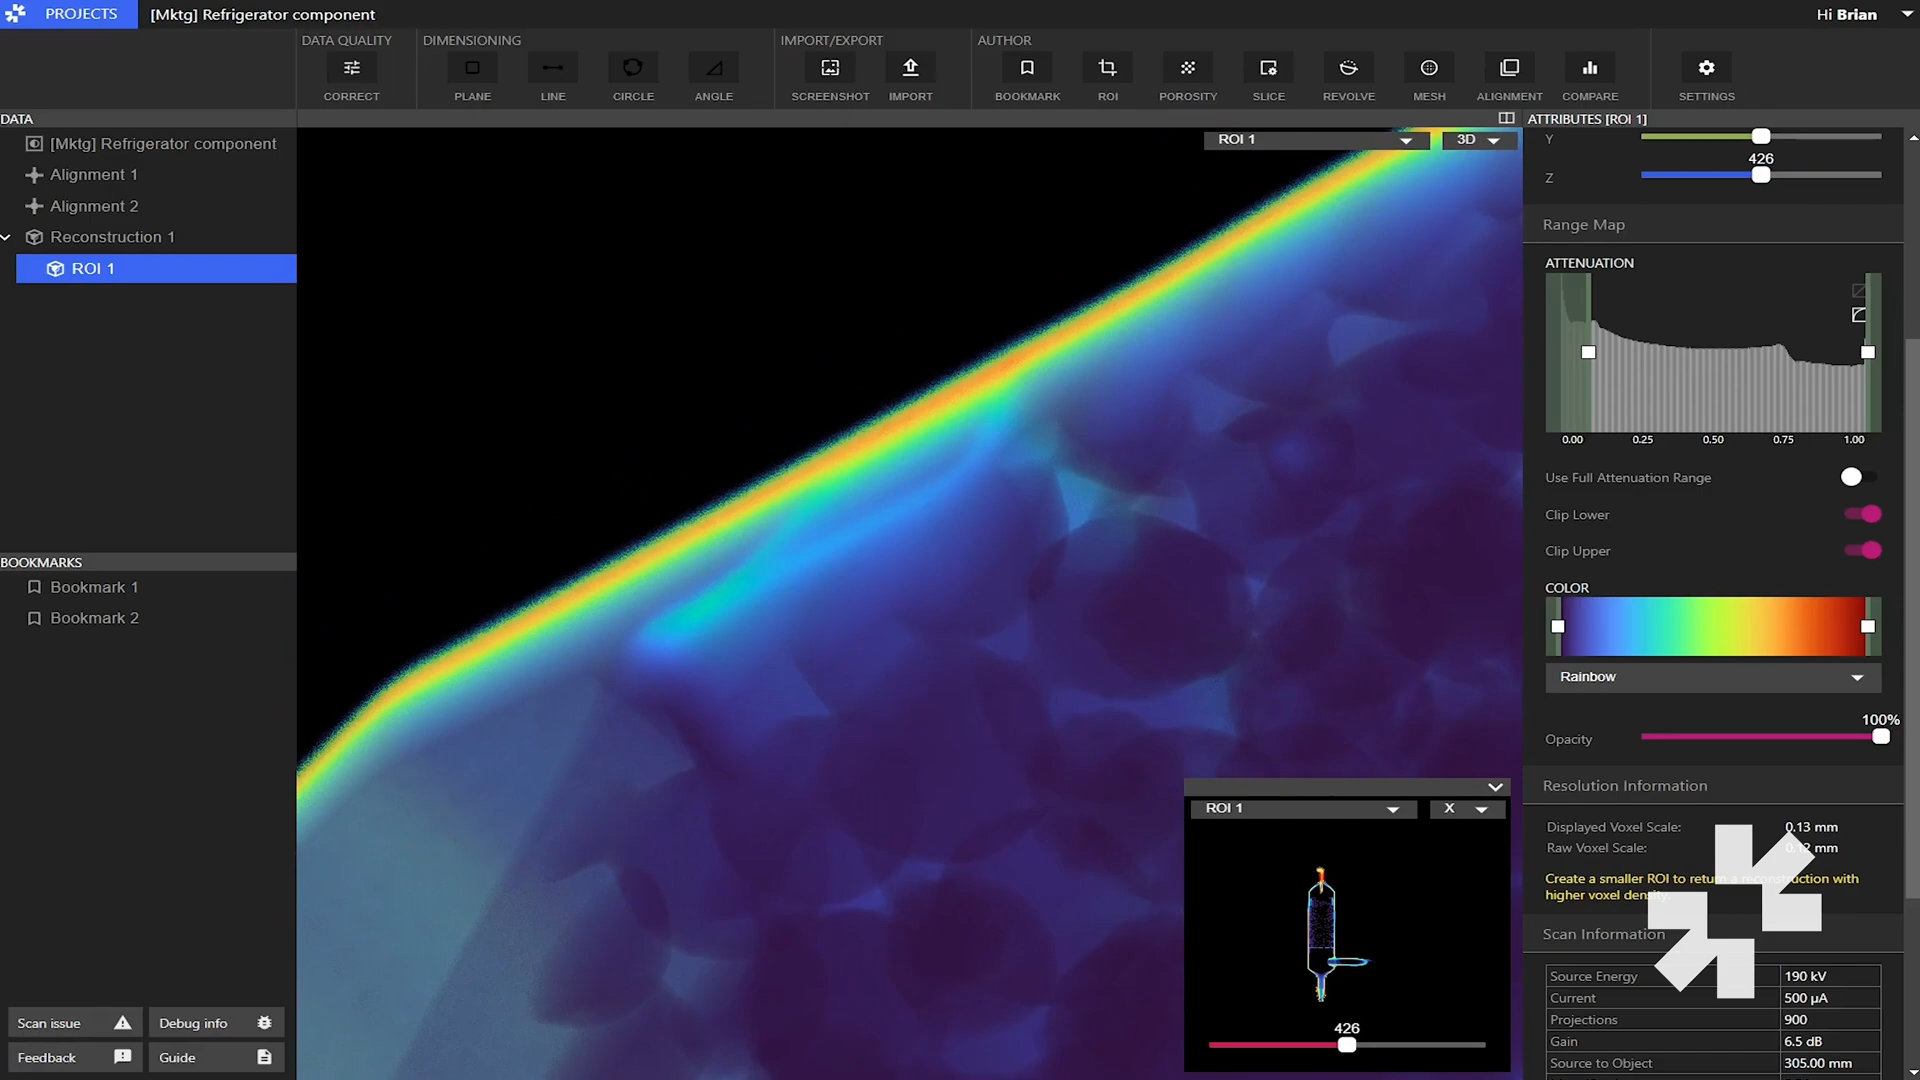 PROJECTS
[Mktg] Refrigerator component
Hi Brian
DATA QUALITY
DIMENSIONING
IMPORT/EXPORT
AUTHOR
CORRECT
PLANE
LINE
CIRCLE
ANGLE
SCREENSHOT
IMPORT
BOOKMARK
ROI
POROSITY
SLICE
REVOLVE
MESH
ALIGNMENT
COMPARE
SETTINGS
DATA
[Mktg] Refrigerator component
Alignment 1
Alignment 2
Reconstruction 1
ROI 1
BOOKMARKS
Bookmark 1
Bookmark 2
Scan issue
Debug info
Feedback
Guide
ROI 1
3D
ROI 1
X
426
ATTRIBUTES [ROI 1]
Y
426
Z
Range Map
ATTENUATION
0.00 0.25 0.50 0.75 1.00
Use Full Attenuation Range
Clip Lower
Clip Upper
COLOR
Rainbow
100%
Opacity
Resolution Information
Displayed Voxel Scale: 0.13 mm
Raw Voxel Scale: 0.12 mm
Create a smaller ROI to return a reconstruction with
higher voxel density.
Scan Information
Source Energy 190 kV
Current 500 µA
Projections 900
Gain 6.5 dB
Source to Object 305.00 mm